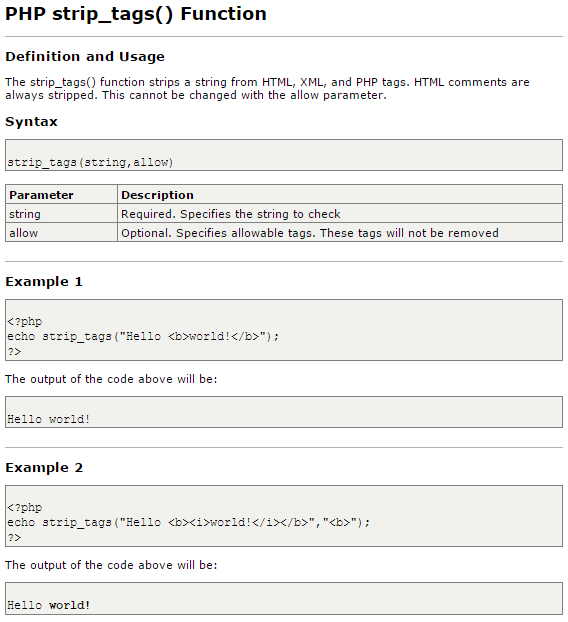 PHP strip_tags() Function
Definition and Usage
The strip_tags() function strips a string from HTML, XML, and PHP tags. HTML comments are
always stripped. This cannot be changed with the allow parameter.
Syntax
strip_tags(string,allow)
Parameter Description
string Required. Specifies the string to check
allow Optional. Specifies allowable tags. These tags will not be removed
Example 1
<?php
echo strip_tags("Hello <b>world!</b>");
?>
The output of the code above will be:
Hello world!
Example 2
<?php
echo strip_tags("Hello <b><i>world!</i></b>","<b>");
?>
The output of the code above will be:
Hello world!